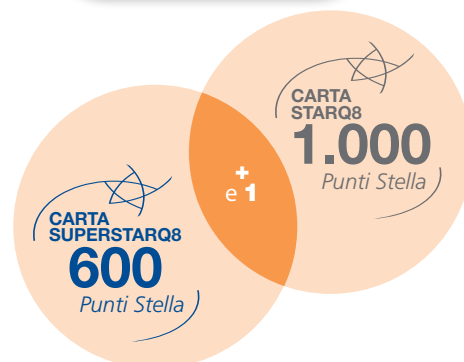 CARTA
STARQ8
1.000
Punti Stella
+
e 1
CARTA
SUPERSTARQ8
600
Punti Stella